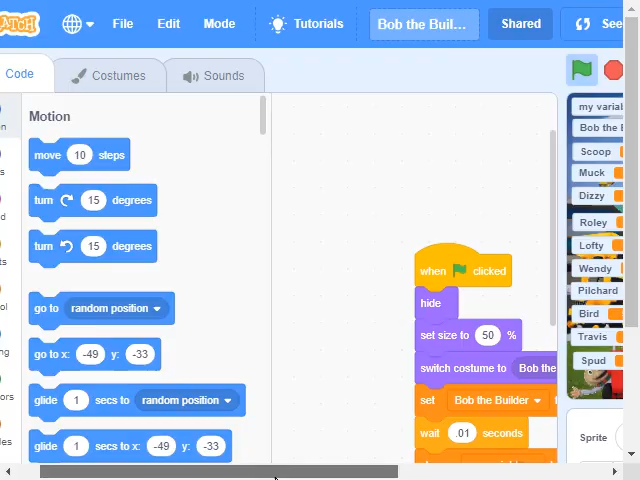 File Edit Mode Tutorials Bob the Buil... Shared See
Code Costumes Sounds
Motion
move 10 steps
turn 15 degrees
turn 15 degrees
go to random position
go to x: -49 y: -33
glide 1 secs to random position
glide 1 secs to x: -49 y: -33
when clicked
hide
set size to 50 %
switch costume to Bob the
set Bob the Builder
wait .01 seconds
my variab
Bob the B
Scoop
Muck
Dizzy
Roley
Lofty
Wendy
Pilchard
Bird
Travis
Spud
Sprite